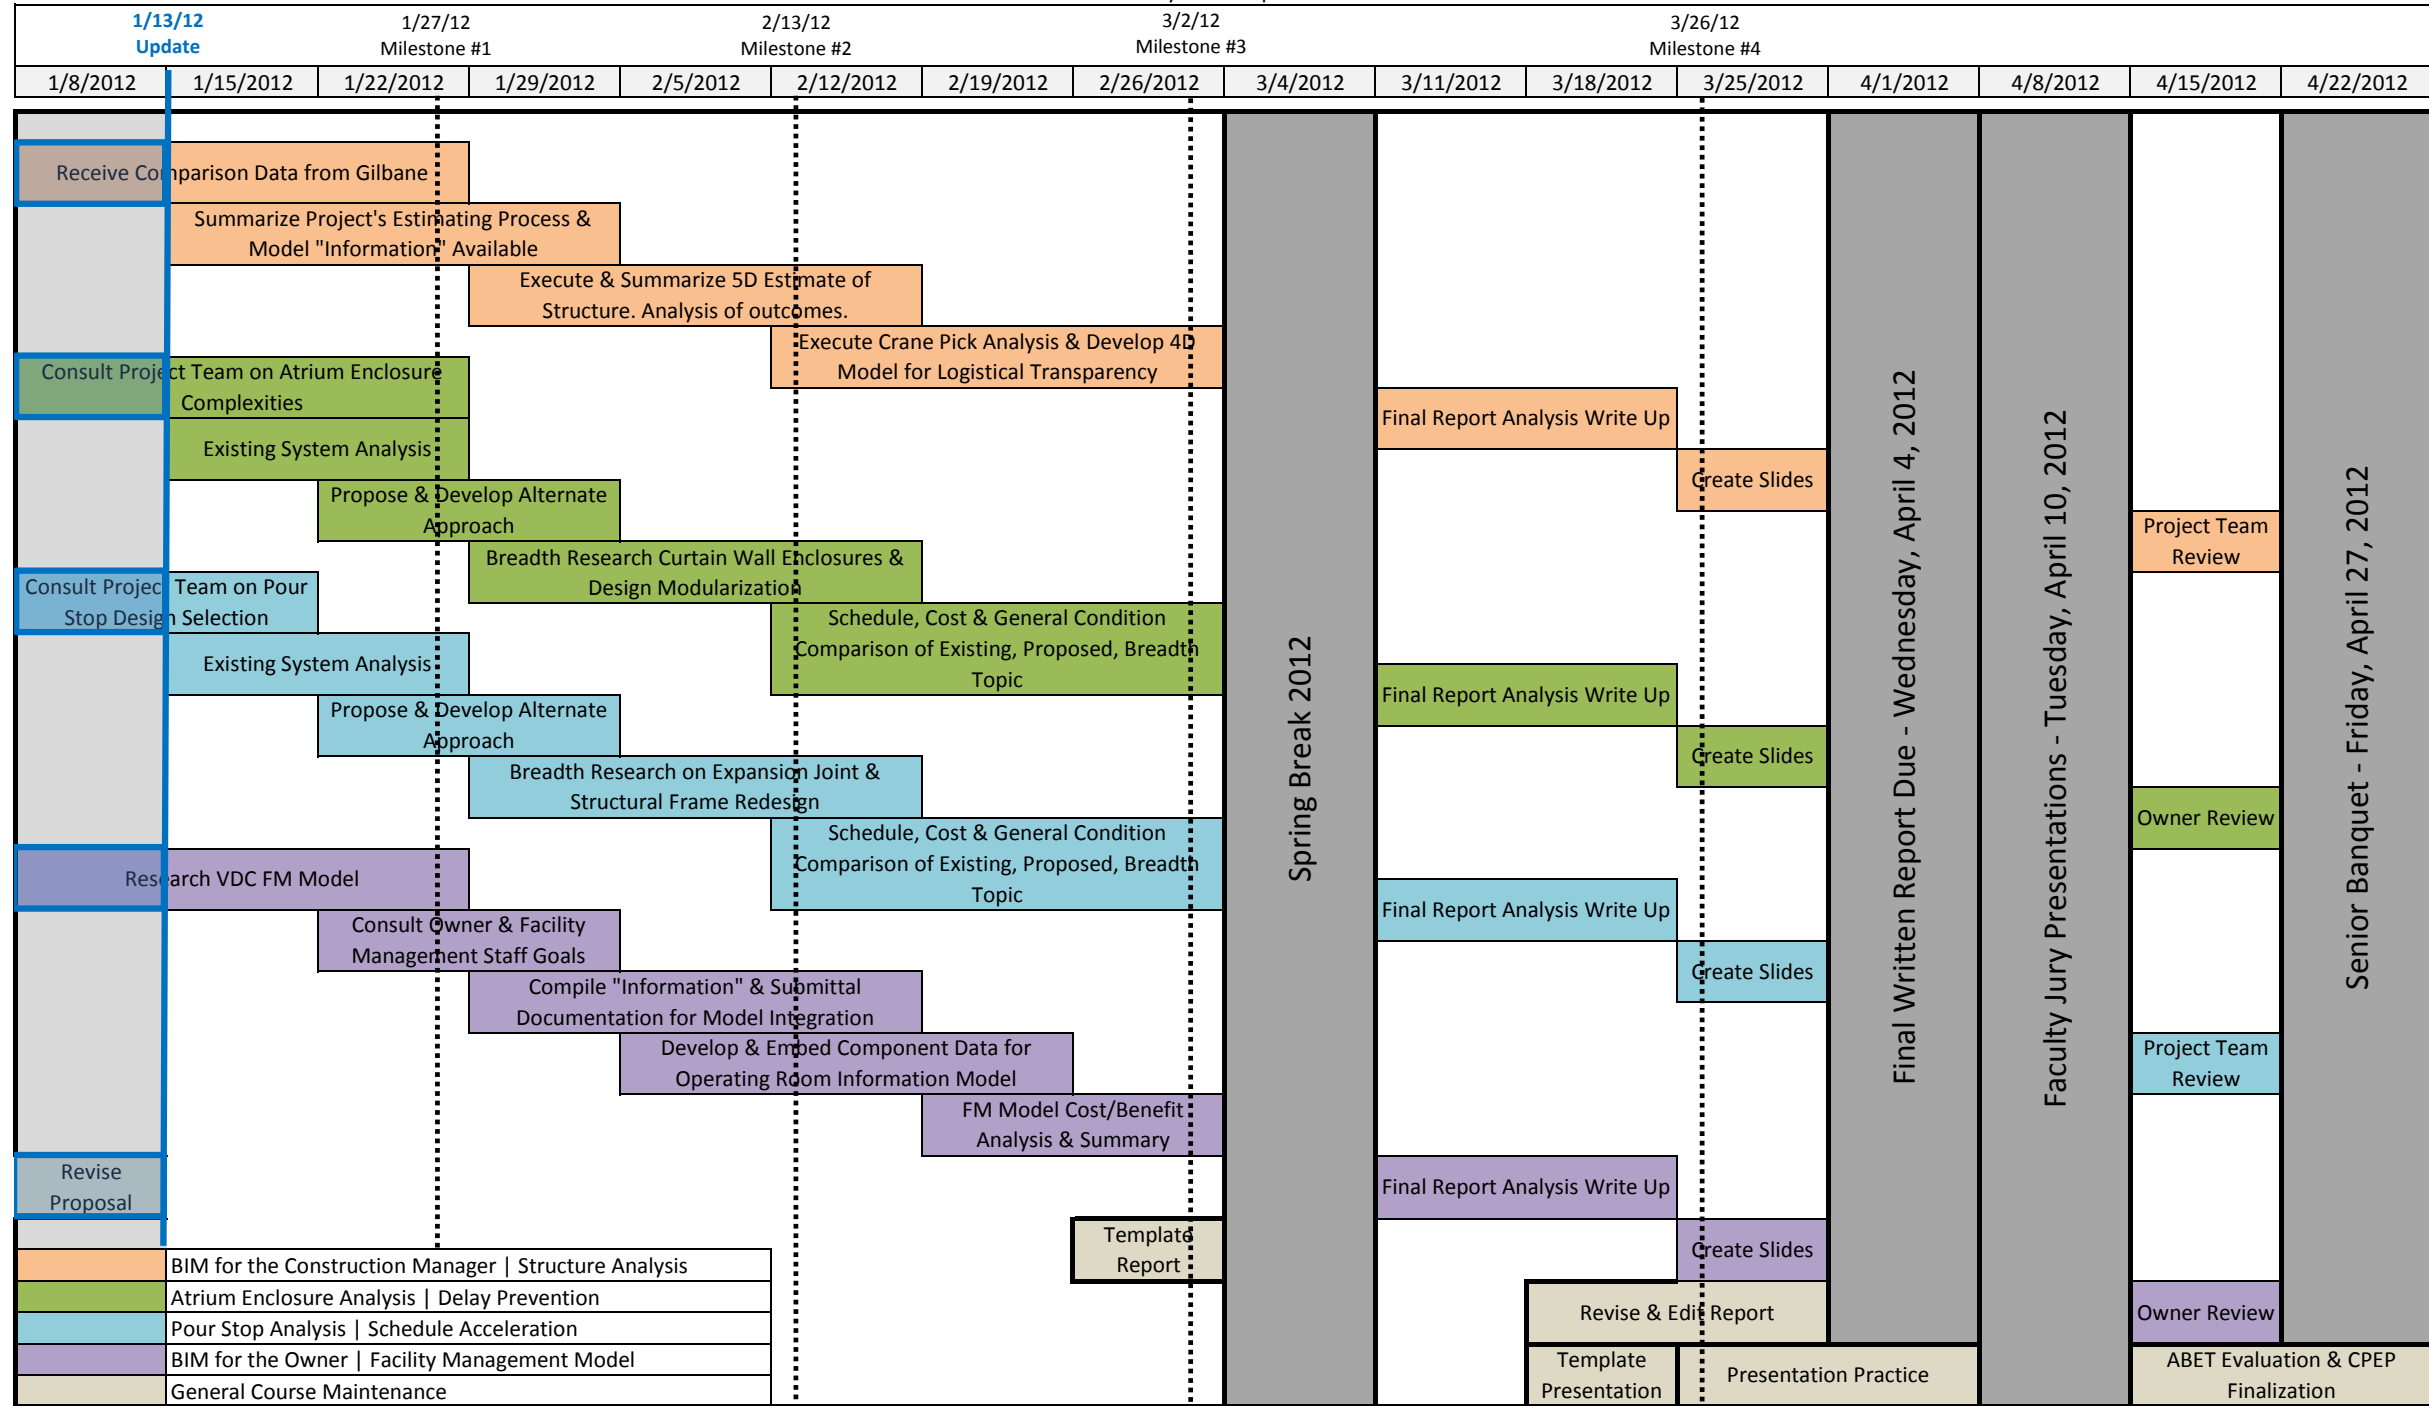 1/13/12
Update
1/27/12
Milestone #1
2/13/12
Milestone #2
3/2/12
Milestone #3
3/26/12
Milestone #4
1/8/2012
1/15/2012
1/22/2012
1/29/2012
2/5/2012
2/12/2012
2/19/2012
2/26/2012
3/4/2012
3/11/2012
3/18/2012
3/25/2012
4/1/2012
4/8/2012
4/15/2012
4/22/2012
Receive Comparison Data from Gilbane
Summarize Project's Estimating Process &
Model "Information" Available
Execute & Summarize 5D Estimate of
Structure. Analysis of outcomes.
Execute Crane Pick Analysis & Develop 4D
Model for Logistical Transparency
Final Report Analysis Write Up
Create Slides
Project Team
Review
Consult Project Team on Atrium Enclosure
Complexities
Existing System Analysis
Propose & Develop Alternate
Approach
Breadth Research Curtain Wall Enclosures &
Design Modularization
Schedule, Cost & General Condition
Comparison of Existing, Proposed, Breadth
Topic
Final Report Analysis Write Up
Create Slides
Owner Review
Consult Project Team on Pour
Stop Design Selection
Existing System Analysis
Propose & Develop Alternate
Approach
Breadth Research on Expansion Joint &
Structural Frame Redesign
Schedule, Cost & General Condition
Comparison of Existing, Proposed, Breadth
Topic
Final Report Analysis Write Up
Create Slides
Project Team
Review
Research VDC FM Model
Consult Owner & Facility
Management Staff Goals
Compile "Information" & Submittal
Documentation for Model Integration
Develop & Embed Component Data for
Operating Room Information Model
FM Model Cost/Benefit
Analysis & Summary
Final Report Analysis Write Up
Create Slides
Owner Review
Revise
Proposal
Template
Report
Revise & Edit Report
Template
Presentation
Presentation Practice
ABET Evaluation & CPEP
Finalization
Spring Break 2012
Final Written Report Due - Wednesday, April 4, 2012
Faculty Jury Presentations - Tuesday, April 10, 2012
Senior Banquet - Friday, April 27, 2012
BIM for the Construction Manager | Structure Analysis
Atrium Enclosure Analysis | Delay Prevention
Pour Stop Analysis | Schedule Acceleration
BIM for the Owner | Facility Management Model
General Course Maintenance